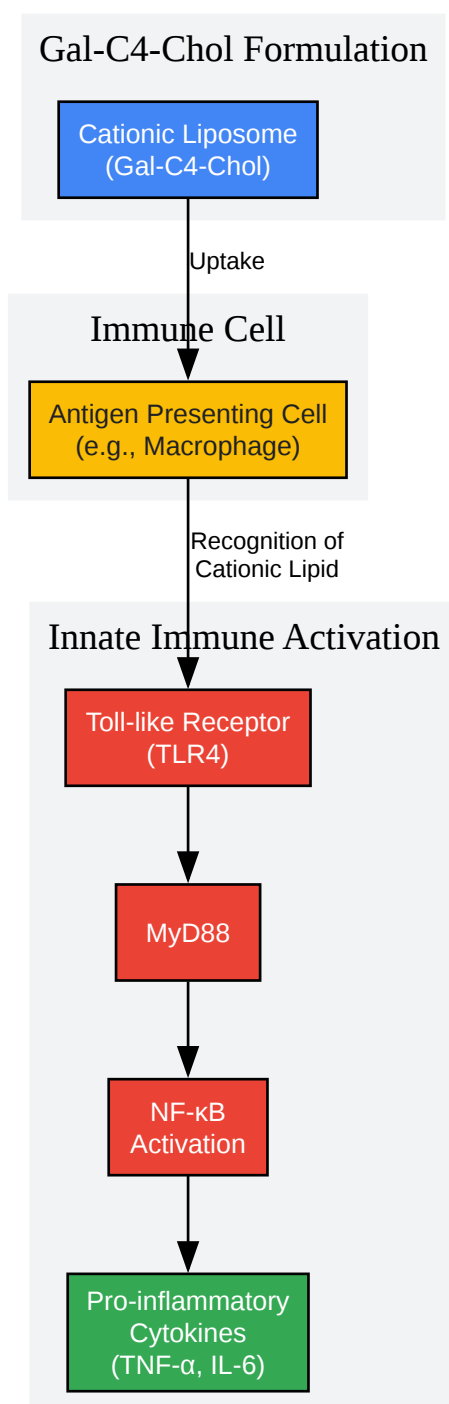 Gal-C4-Chol Formulation
Cationic Liposome
(Gal-C4-Chol)
Uptake
Immune Cell
Antigen Presenting Cell
(e.g., Macrophage)
Recognition of
Cationic Lipid
Innate Immune Activation
Toll-like Receptor
(TLR4)
MyD88
NF-κB
Activation
Pro-inflammatory
Cytokines
(TNF-α, IL-6)